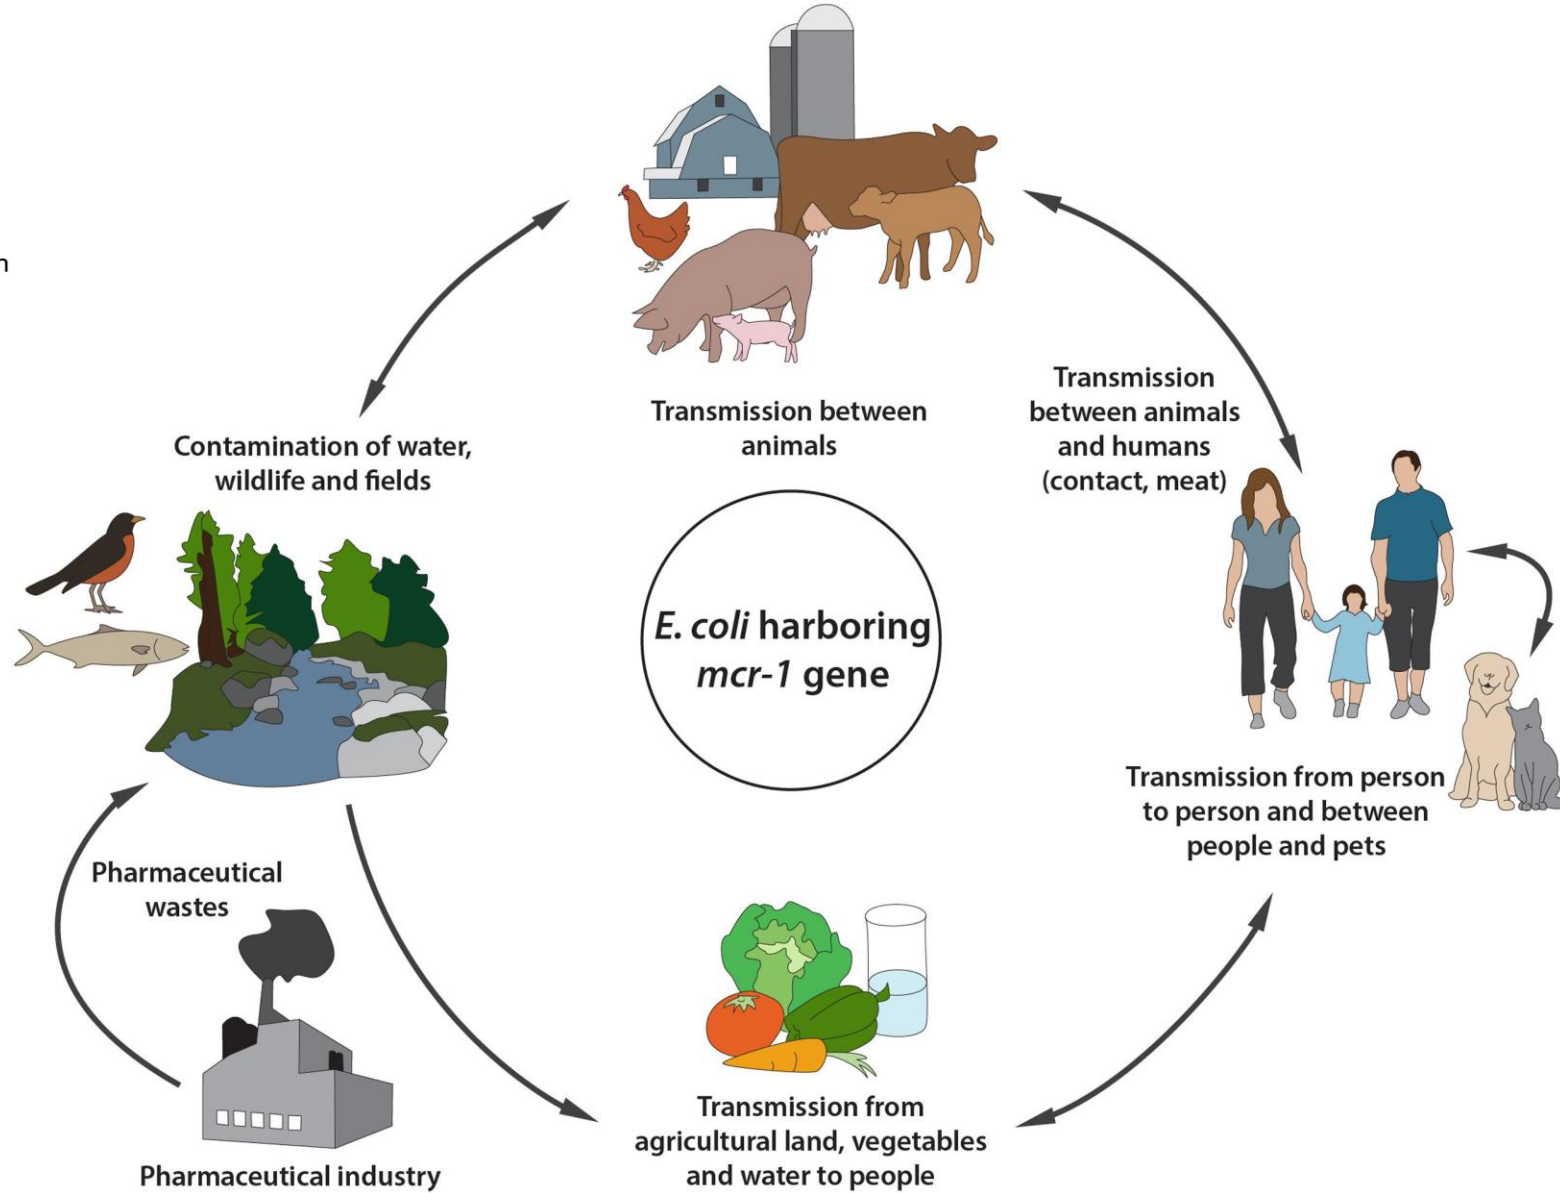 n
Transmission between
animals
Transmission
between animals
and humans
(contact, meat)
Contamination of water,
wildlife and fields
E. coli harboring
mcr-1 gene
Transmission from person
to person and between
people and pets
Pharmaceutical
wastes
Transmission from
agricultural land, vegetables
and water to people
Pharmaceutical industry